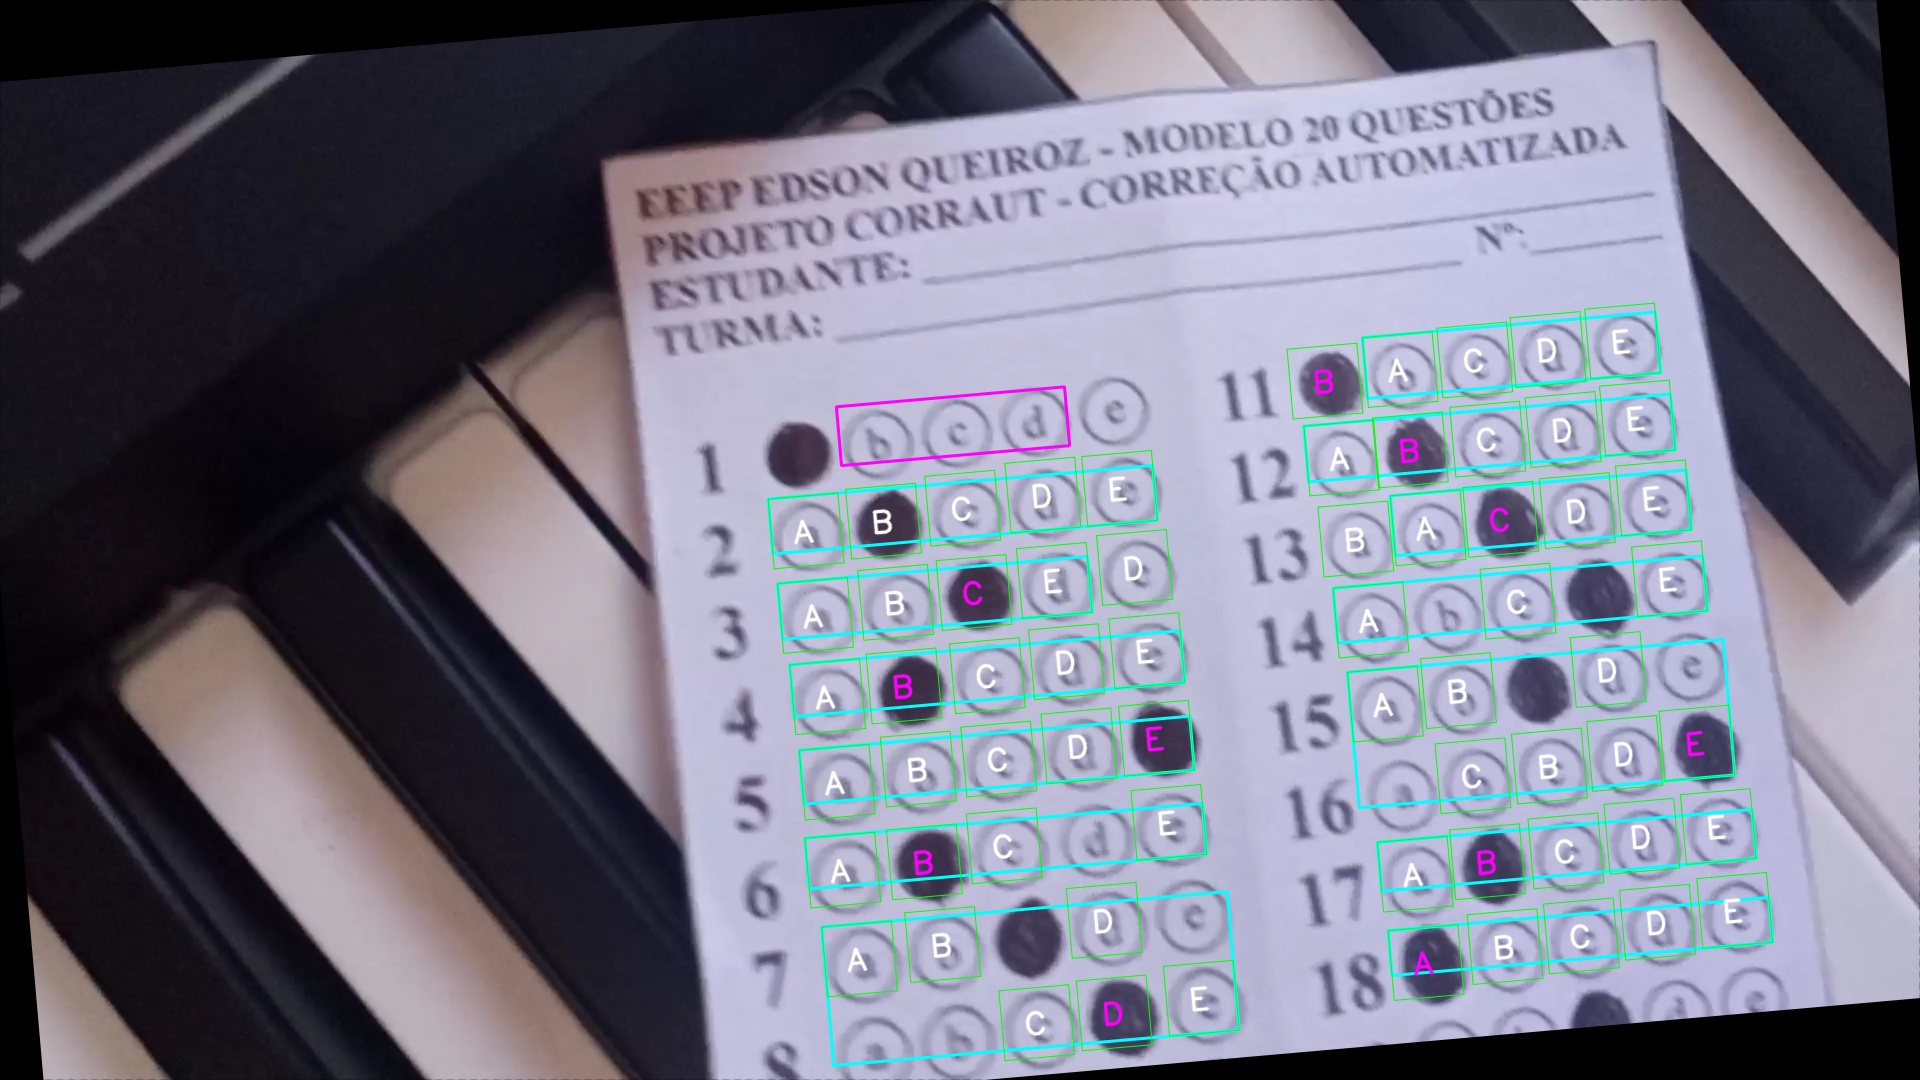 EEEP EDSON QUEIROZ - MODELO 20 QUESTÕES
PROJETO CORRAUT - CORREÇÃO AUTOMATIZADA
ESTUDANTE: Nº:
TURMA:
1 b c d e
2 A B C D E
3 A B C E D
4 A B C D E
5 A B C D E
6 A B C d E
7 A B D e
8 a b C D E
11 B A C D E
12 A B C D E
13 B A C D E
14 A b C E
15 A B D e
16 a C B D E
17 A B C D E
18 A B C D E
d e